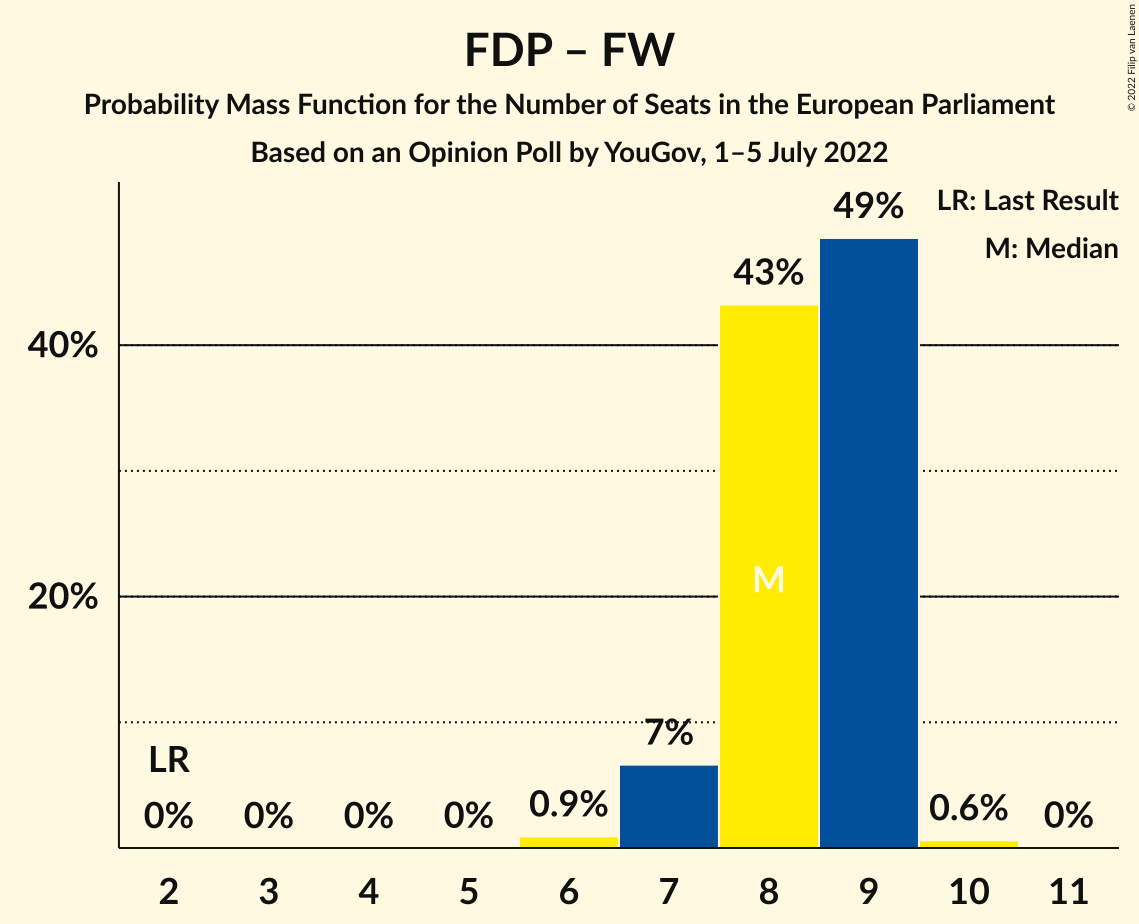 FDP – FW
Probability Mass Function for the Number of Seats in the European Parliament
Based on an Opinion Poll by YouGov, 1–5 July 2022
© 2022 Filip van Laenen
LR: Last Result
M: Median
49%
43%
40%
20%
M
7%
LR
0%
0%
0%
0%
0.9%
0.6%
0%
2 3 4 5 6 7 8 9 10 11